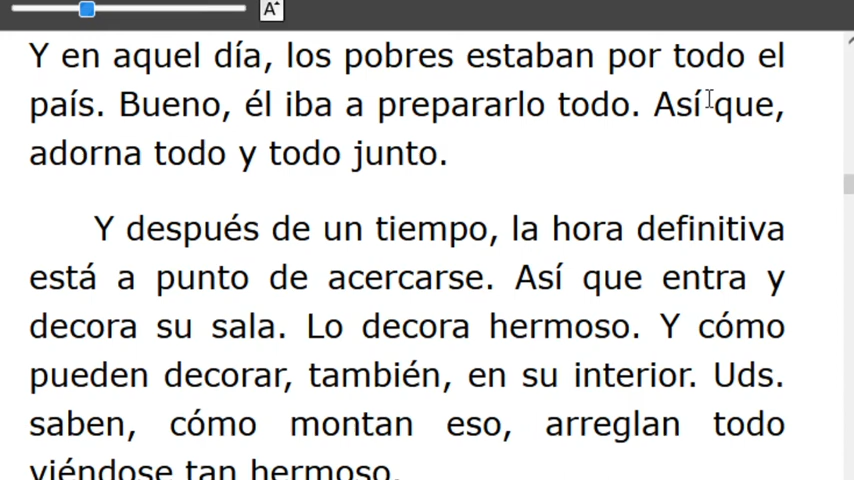 A
Y en aquel día, los pobres estaban por todo el
país. Bueno, él iba a prepararlo todo. Así que,
adorna todo y todo junto.
Y después de un tiempo, la hora definitiva
está a punto de acercarse. Así que entra y
decora su sala. Lo decora hermoso. Y cómo
pueden decorar, también, en su interior. Uds.
saben, cómo montan eso, arreglan todo
viéndose tan hermoso.